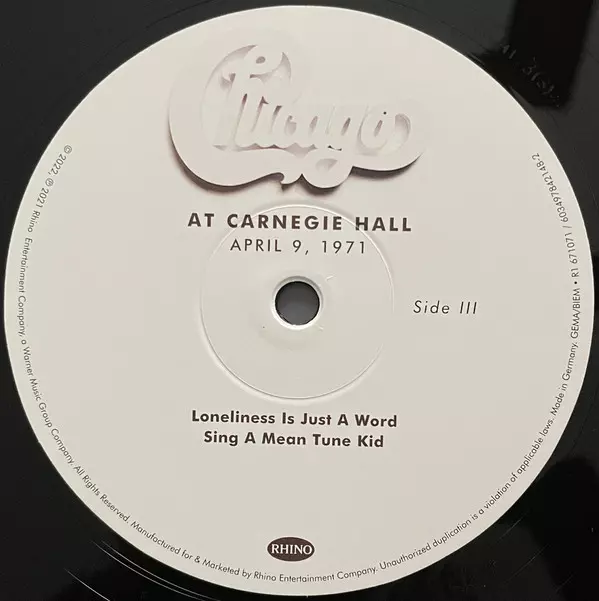 Chicago
AT CARNEGIE HALL
APRIL 9, 1971
Side III
Loneliness Is Just A Word
Sing A Mean Tune Kid
RHINO
© 2022, ℗ 2021 Rhino Entertainment Company, a Warner Music Group Company. All Rights Reserved. Manufactured for & Marketed by Rhino Entertainment Company. Unauthorized duplication is a violation of applicable laws. Made in Germany. GEMA/BIEM • R1 671071 / 603497842148-2